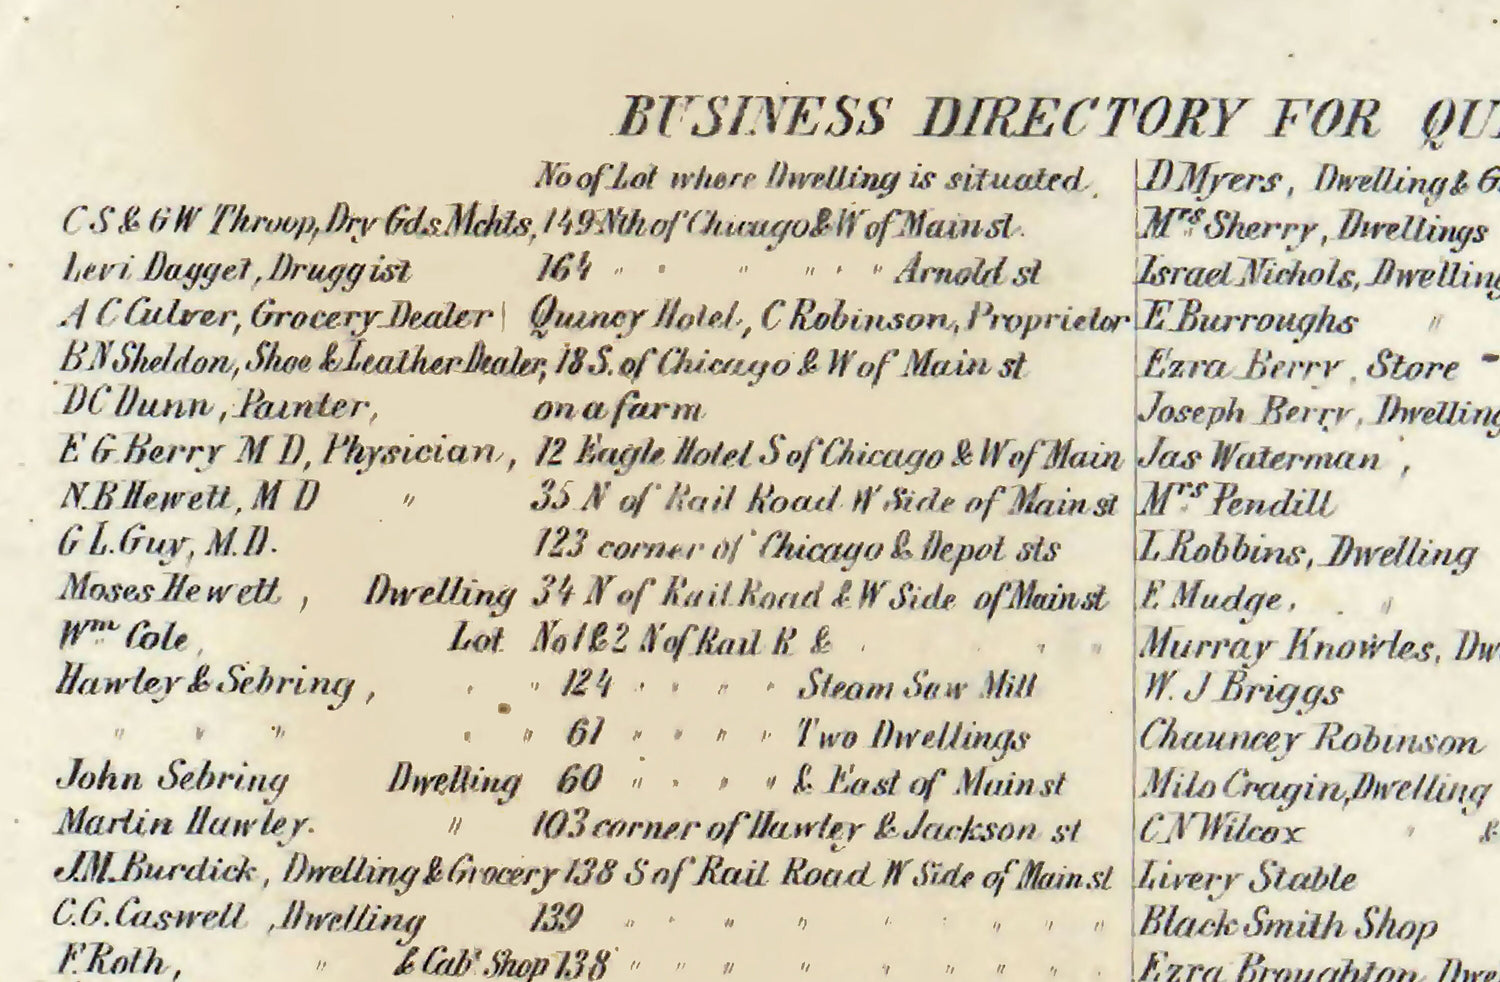 BUSINESS DIRECTORY FOR QU
No of Lot where Dwelling is situated.
C S & G W Throop, Dry Gds. Mchts, 149 Nth of Chicago & W of Main st.
Levi Dagget, Druggist 164 " " " " " " Arnold st
A C Culver, Grocery Dealer | Quincy Hotel, C Robinson, Proprietor
B N Sheldon, Shoe & Leather Dealer, 18 S. of Chicago & W of Main st
D C Dunn, Painter, on a farm
E G Berry M D, Physician, 12 Eagle Hotel S of Chicago & W of Main
N. B Hewett, M D " 35 N of Rail Road W Side of Main st
G L. Guy, M. D. 123 corner of Chicago & Depot sts
Moses Hewett, Dwelling 34 N of Rail Road & W Side of Main st
Wm Cole, Lot No 1 & 2 N of Rail R & " " "
Hawley & Sebring, " " 124 " " " " Steam Saw Mill
" " " " " 61 " " " " Two Dwellings
John Sebring Dwelling 60 " " " " & East of Main st
Martin Hawley. " 103 corner of Hawley & Jackson st
J. M. Burdick, Dwelling & Grocery 138 S of Rail Road W Side of Main st
C. G. Caswell, Dwelling 139 " " " " " " " " "
F. Roth, " & Cabt Shop 138 " " " " " " " " "
D Myers, Dwelling & G
Mrs Sherry, Dwellings
Israel Nichols, Dwelling
E Burroughs "
Ezra Berry, Store
Joseph Berry, Dwelling
Jas Waterman,
Mrs Pendill
L Robbins, Dwelling
E Mudge, "
Murray Knowles, Dw
W. J Briggs
Chauncey Robinson
Milo Cragin, Dwelling
C N Wilcox " &
Livery Stable
Black Smith Shop
Ezra Broughton, Dwe